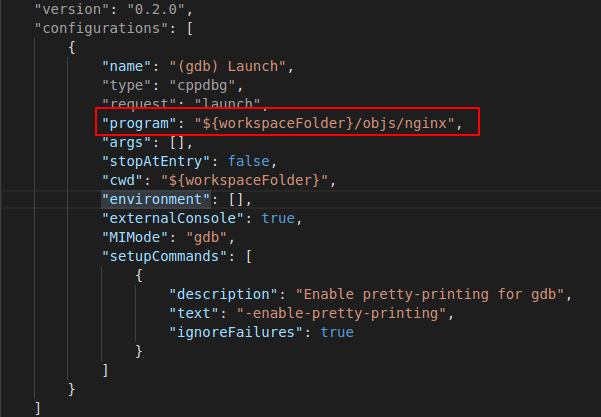 "version": "0.2.0",
"configurations": [
{
"name": "(gdb) Launch",
"type": "cppdbg",
"request": "launch",
"program": "${workspaceFolder}/objs/nginx",
"args": [],
"stopAtEntry": false,
"cwd": "${workspaceFolder}",
"environment": [],
"externalConsole": true,
"MIMode": "gdb",
"setupCommands": [
{
"description": "Enable pretty-printing for gdb",
"text": "-enable-pretty-printing",
"ignoreFailures": true
}
]
}
]